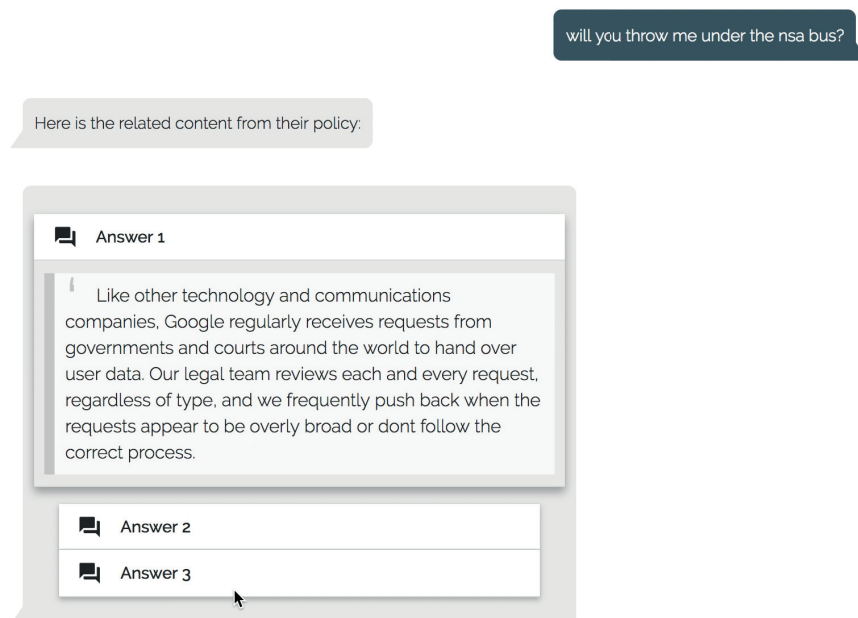 will you throw me under the nsa bus?
Here is the related content from their policy:
Answer 1
Like other technology and communications
companies, Google regularly receives requests from
governments and courts around the world to hand over
user data. Our legal team reviews each and every request,
regardless of type, and we frequently push back when the
requests appear to be overly broad or dont follow the
correct process.
Answer 2
Answer 3